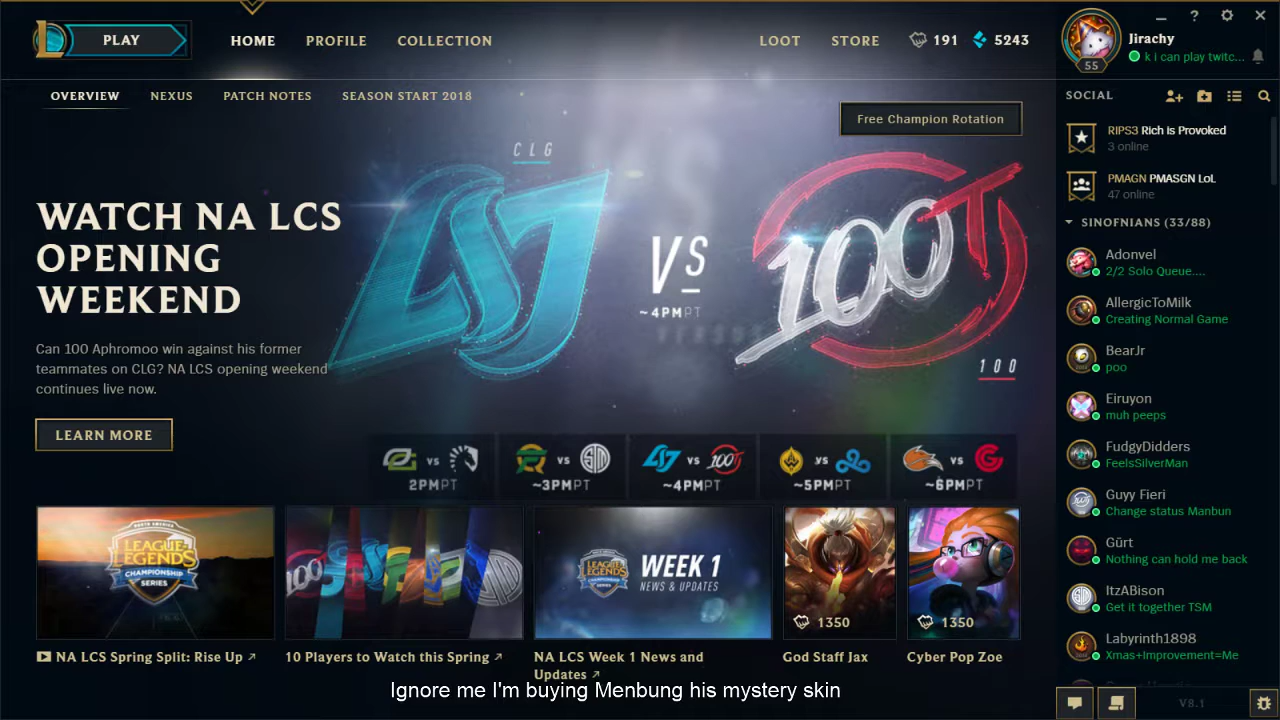 PLAY
HOME
PROFILE
COLLECTION
LOOT
STORE
191
5243
55
Jirachy
k i can play twitc...
OVERVIEW
NEXUS
PATCH NOTES
SEASON START 2018
Free Champion Rotation
SOCIAL
RIPS3 Rich is Provoked
3 online
PMAGN PMASGN LoL
47 online
SINOFNIANS (33/88)
Adonvel
2/2 Solo Queue....
AllergicToMilk
Creating Normal Game
BearJr
poo
Eiruyon
muh peeps
FudgyDidders
FeelsSilverMan
Guyy Fieri
Change status Manbun
Gürt
Nothing can hold me back
ItzABison
Get it together TSM
Labyrinth1898
Xmas+Improvement=Me
CLG
WATCH NA LCS
OPENING
WEEKEND
VS
~4PMPT
100T
100
Can 100 Aphromoo win against his former
teammates on CLG? NA LCS opening weekend
continues live now.
LEARN MORE
VS
2PMPT
VS
~3PMPT
VS
~4PMPT
VS
~5PMPT
VS
~6PMPT
NORTH AMERICA
LEAGUE OF
LEGENDS
CHAMPIONSHIP
SERIES
NA LCS Spring Split: Rise Up
10 Players to Watch this Spring
WEEK 1
NEWS & UPDATES
NA LCS Week 1 News and
Updates
1350
God Staff Jax
1350
Cyber Pop Zoe
Ignore me I'm buying Menbung his mystery skin
V8.1